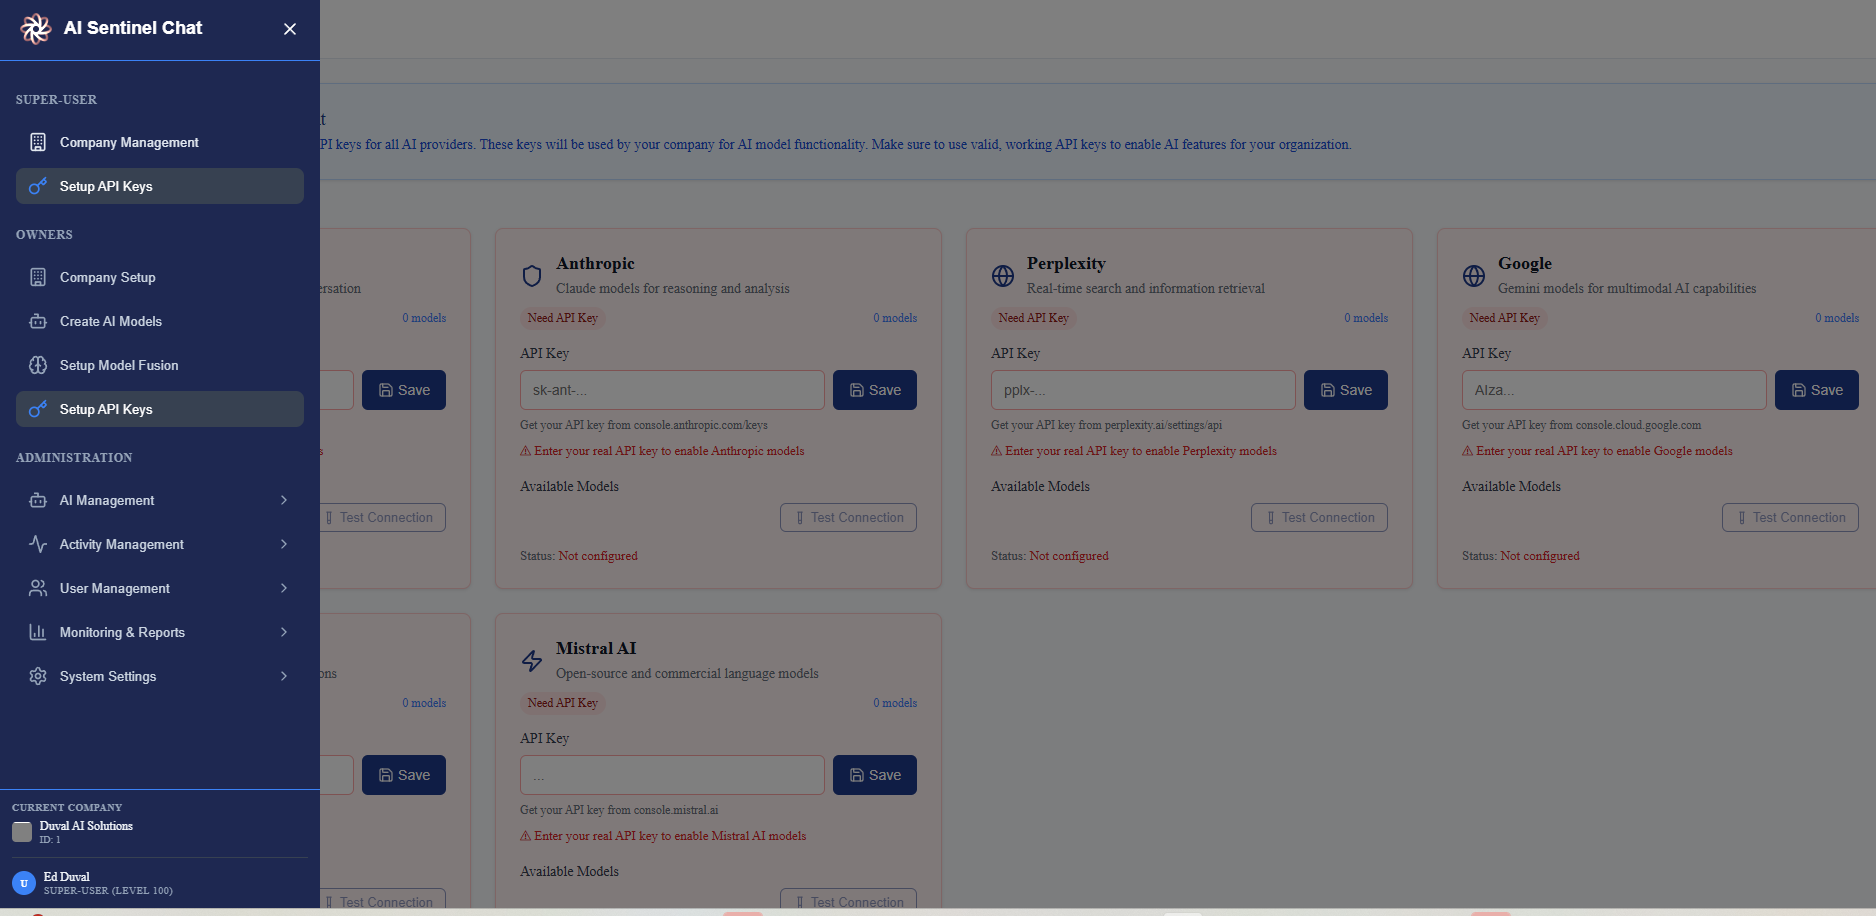 AI Sentinel Chat
SUPER-USER
Company Management
Setup API Keys
OWNERS
Company Setup
Create AI Models
Setup Model Fusion
Setup API Keys
ADMINISTRATION
AI Management
Activity Management
User Management
Monitoring & Reports
System Settings
CURRENT COMPANY
Duval AI Solutions
ID: 1
U
Ed Duval
SUPER-USER (LEVEL 100)
PI keys for all AI providers. These keys will be used by your company for AI model functionality. Make sure to use valid, working API keys to enable AI features for your organization.
0 models
Save
Test Connection
Anthropic
Claude models for reasoning and analysis
Need API Key
0 models
API Key
sk-ant-...
Save
Get your API key from console.anthropic.com/keys
⚠ Enter your real API key to enable Anthropic models
Available Models
Test Connection
Status: Not configured
Perplexity
Real-time search and information retrieval
Need API Key
0 models
API Key
pplx-...
Save
Get your API key from perplexity.ai/settings/api
⚠ Enter your real API key to enable Perplexity models
Available Models
Test Connection
Status: Not configured
Google
Gemini models for multimodal AI capabilities
Need API Key
0 models
API Key
AIza...
Save
Get your API key from console.cloud.google.com
⚠ Enter your real API key to enable Google models
Available Models
Test Connection
Status: Not configured
0 models
Save
Test Connection
Mistral AI
Open-source and commercial language models
Need API Key
0 models
API Key
...
Save
Get your API key from console.mistral.ai
⚠ Enter your real API key to enable Mistral AI models
Available Models
Test Connection